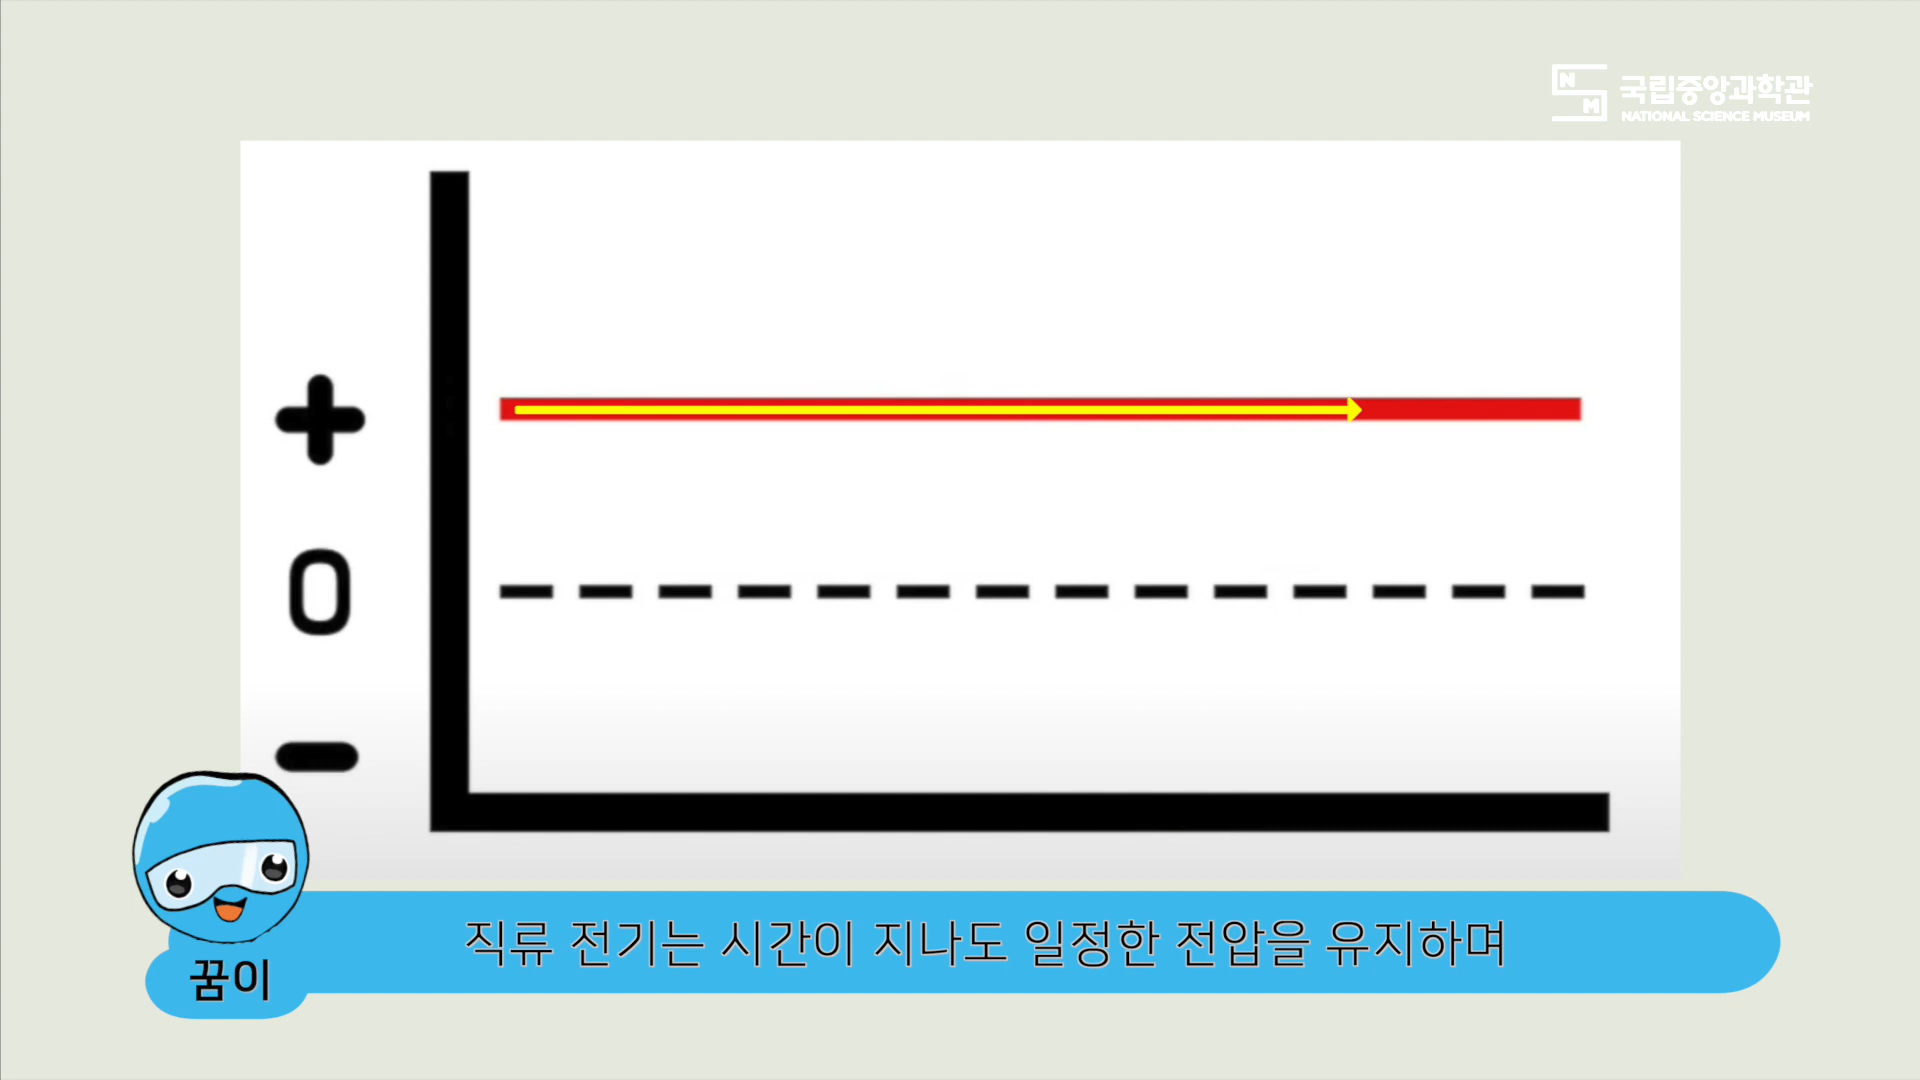 N
M
국립중앙과학관
NATIONAL SCIENCE MUSEUM
+
0
-
직류 전기는 시간이 지나도 일정한 전압을 유지하며
꿈이